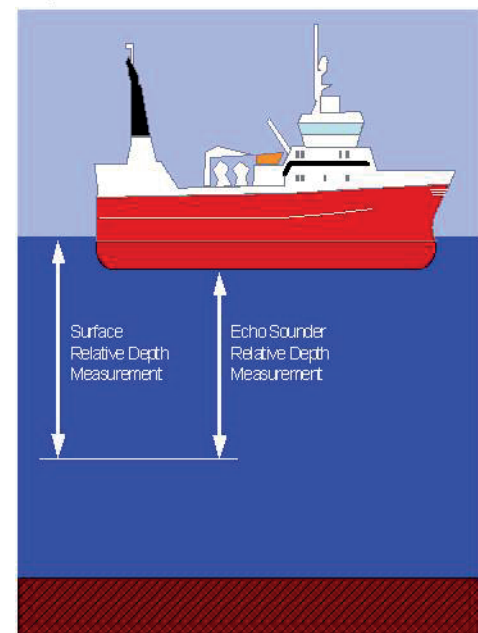 Surface
Relative Depth
Measurement
Echo Sounder
Relative Depth
Measurement